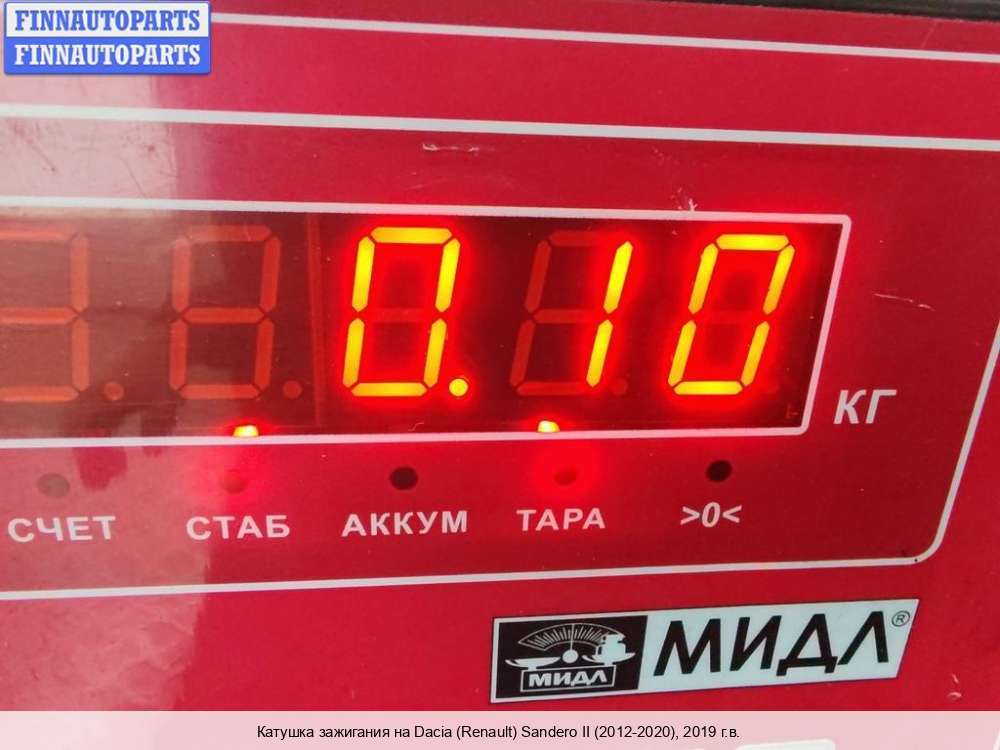 FINNAUTOPARTS
FINNAUTOPARTS
0.10
КГ
СЧЕТ СТАБ АККУМ ТАРА >0<
МИДЛ МИДЛ®
Катушка зажигания на Dacia (Renault) Sandero II (2012-2020), 2019 г.в.